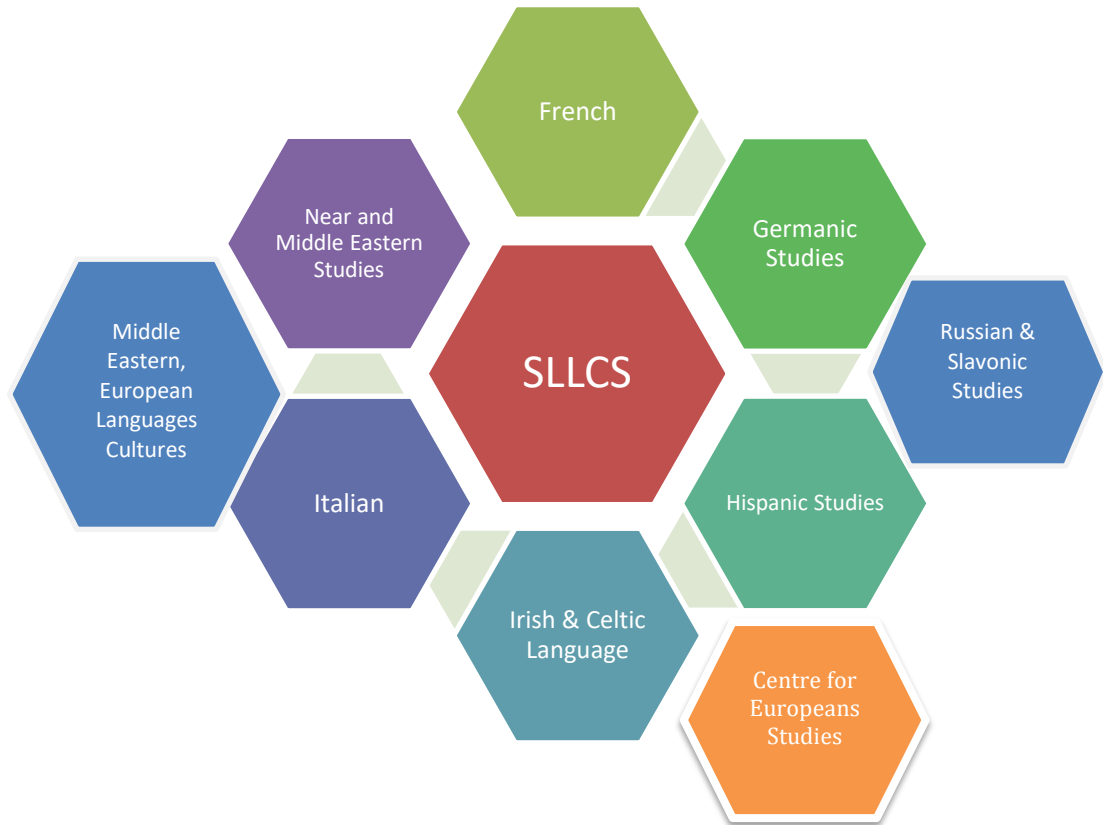 French
Near and
Middle Eastern
Studies
Germanic
Studies
Middle
Eastern,
European
Languages
Cultures
SLLCS
Russian &
Slavonic
Studies
Italian
Hispanic Studies
Irish & Celtic
Language
Centre for
Europeans
Studies